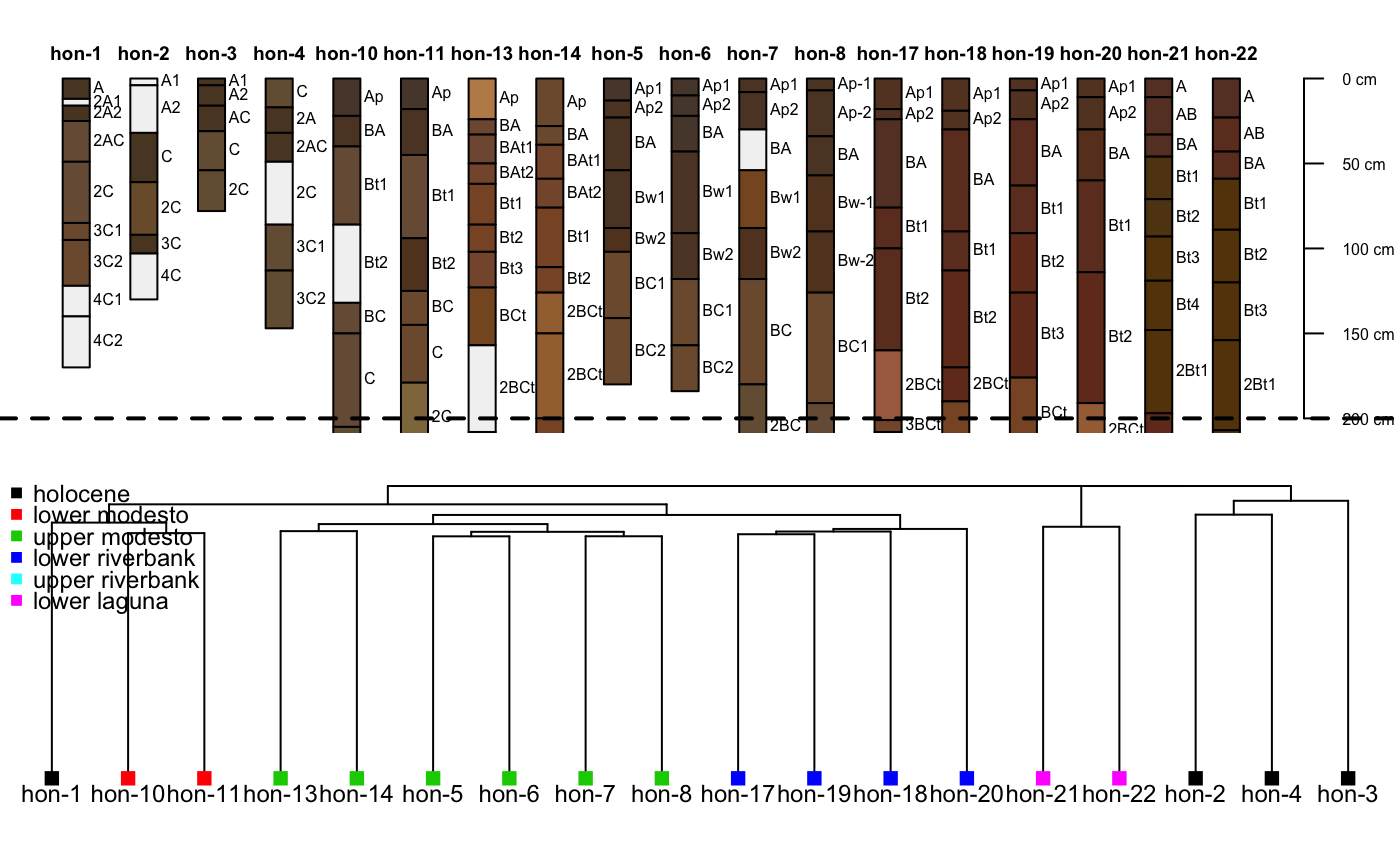 hon-1 hon-2 hon-3 hon-4 hon-10 hon-11 hon-13 hon-14 hon-5 hon-6 hon-7 hon-8 hon-17 hon-18 hon-19 hon-20 hon-21 hon-22
A
2A1
2A2
2AC
2C
3C1
3C2
4C1
4C2
A1
A2
C
2C
3C
4C
A1
A2
AC
C
2C
C
2A
2AC
2C
3C1
3C2
Ap
BA
Bt1
Bt2
BC
C
Ap
BA
Bt1
Bt2
BC
C
2C
Ap
BA
BAt1
BAt2
Bt1
Bt2
Bt3
BCt
2BCt
Ap
BA
BAt1
BAt2
Bt1
Bt2
2BCt
2BCt
Ap1
Ap2
BA
Bw1
Bw2
BC1
BC2
Ap1
Ap2
BA
Bw1
Bw2
BC1
BC2
Ap1
Ap2
BA
Bw1
Bw2
BC
2BC
Ap-1
Ap-2
BA
Bw-1
Bw-2
BC1
Ap1
Ap2
BA
Bt1
Bt2
2BCt
3BCt
Ap1
Ap2
BA
Bt1
Bt2
2BCt
Ap1
Ap2
BA
Bt1
Bt2
Bt3
BCt
Ap1
Ap2
BA
Bt1
Bt2
2BCt
A
AB
BA
Bt1
Bt2
Bt3
Bt4
2Bt1
A
AB
BA
Bt1
Bt2
Bt3
2Bt1
0 cm
50 cm
100 cm
150 cm
200 cm
holocene
lower modesto
upper modesto
lower riverbank
upper riverbank
lower laguna
hon-1 hon-10 hon-11 hon-13 hon-14 hon-5 hon-6 hon-7 hon-8 hon-17 hon-19 hon-18 hon-20 hon-21 hon-22 hon-2 hon-4 hon-3